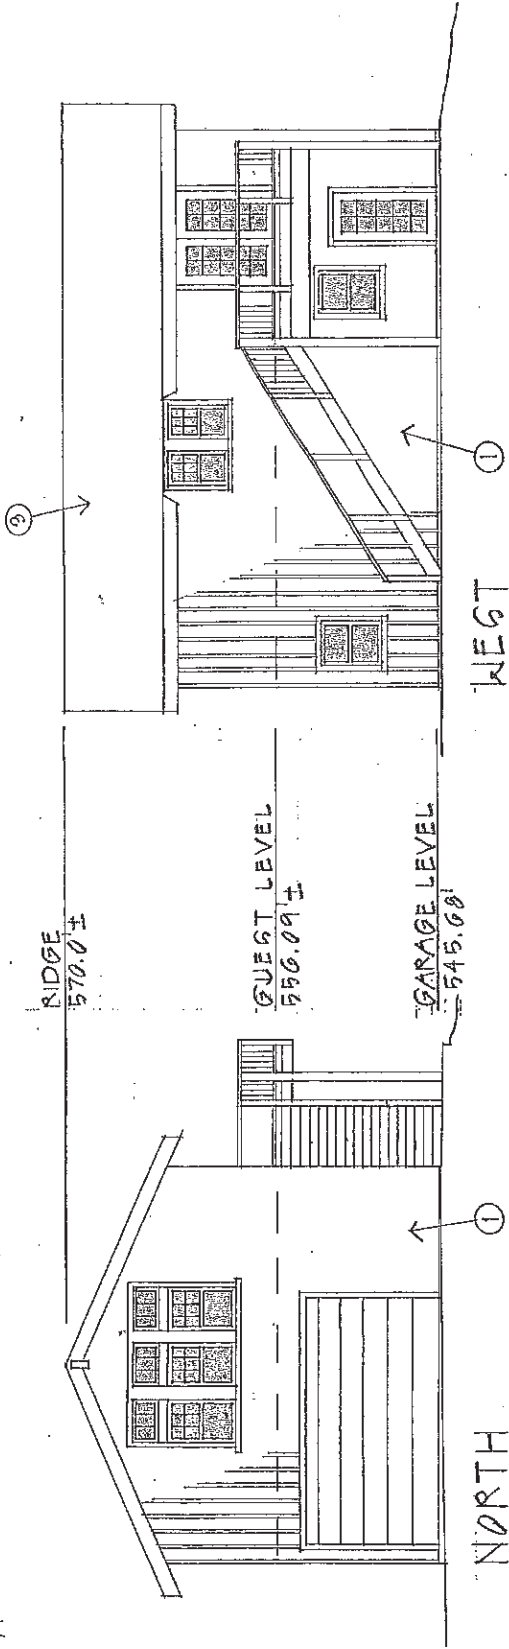 RIDGE
570.0'±
GUEST LEVEL
556.09'±
GARAGE LEVEL
545.68'
1
NORTH
3
1
WEST